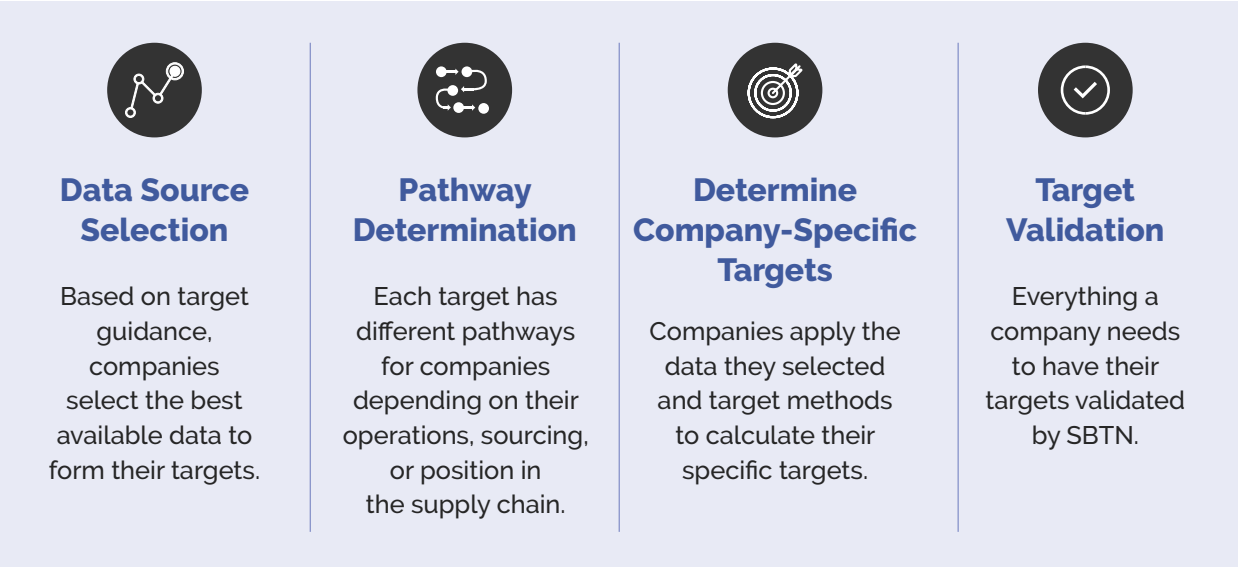 Data Source
Selection
Based on target
guidance,
companies
select the best
available data to
form their targets.
Pathway
Determination
Each target has
different pathways
for companies
depending on their
operations, sourcing,
or position in
the supply chain.
Determine
Company-Specific
Targets
Companies apply the
data they selected
and target methods
to calculate their
specific targets.
Target
Validation
Everything a
company needs
to have their
targets validated
by SBTN.